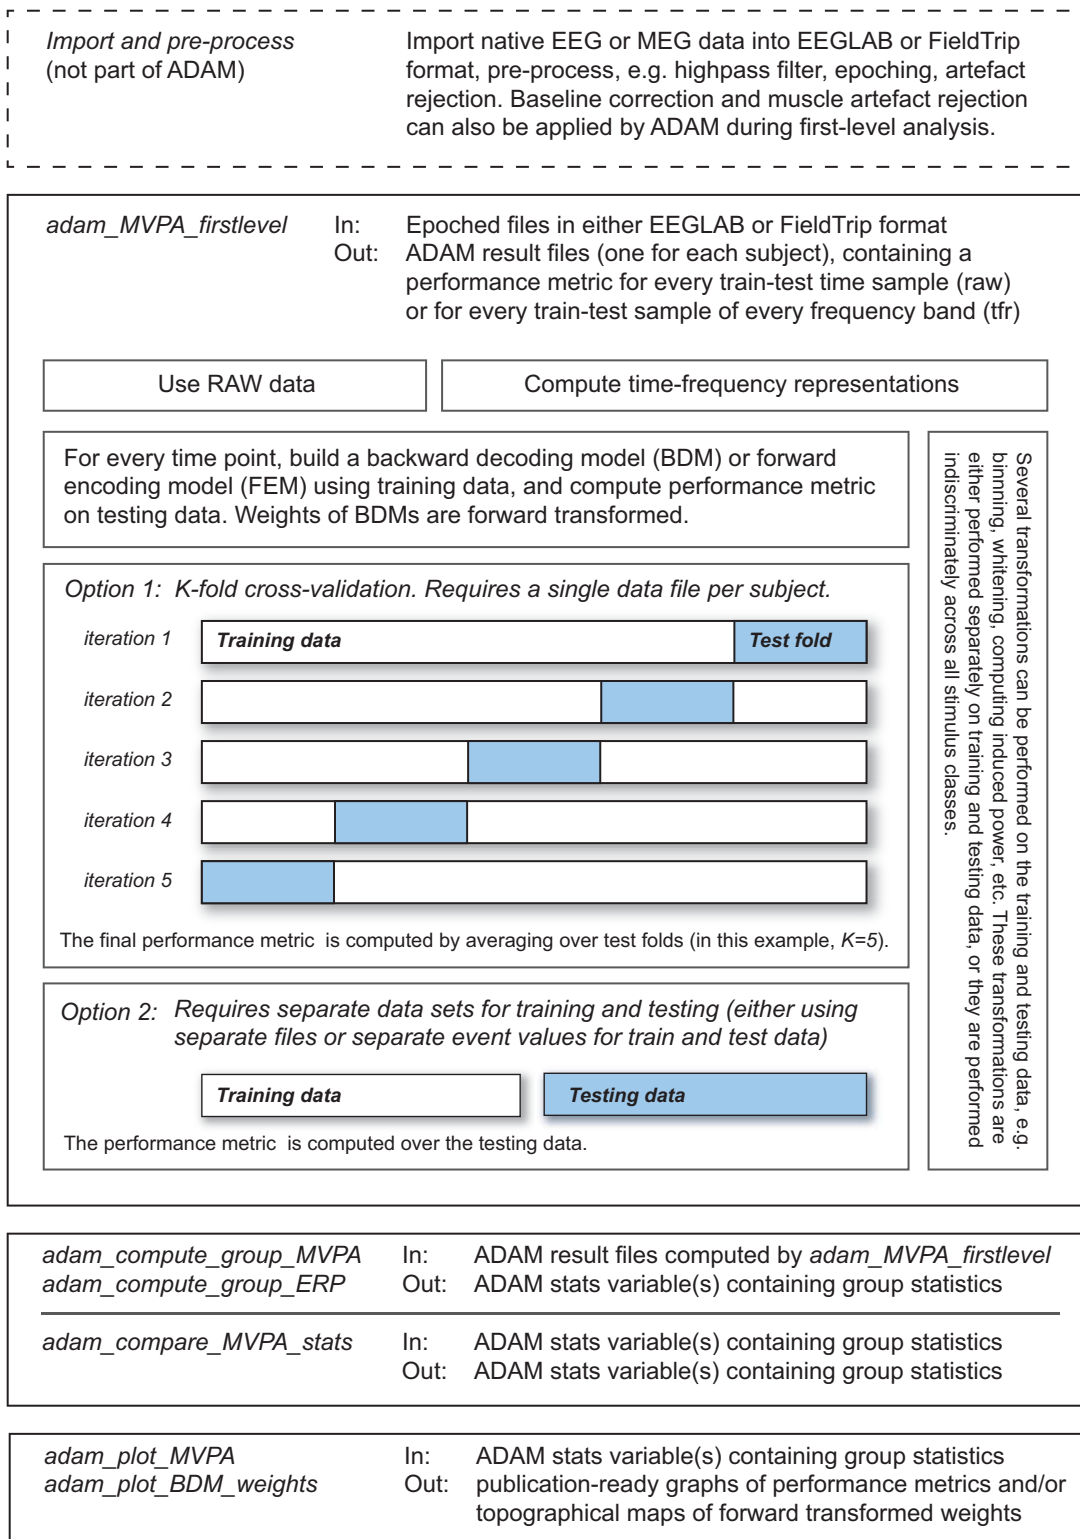 Import and pre-process
(not part of ADAM)
Import native EEG or MEG data into EEGLAB or FieldTrip
format, pre-process, e.g. highpass filter, epoching, artefact
rejection. Baseline correction and muscle artefact rejection
can also be applied by ADAM during first-level analysis.
adam_MVPA_firstlevel
In: Epoched files in either EEGLAB or FieldTrip format
Out: ADAM result files (one for each subject), containing a
performance metric for every train-test time sample (raw)
or for every train-test sample of every frequency band (tfr)
Use RAW data
Compute time-frequency representations
For every time point, build a backward decoding model (BDM) or forward
encoding model (FEM) using training data, and compute performance metric
on testing data. Weights of BDMs are forward transformed.
Option 1: K-fold cross-validation. Requires a single data file per subject.
iteration 1 Training data Test fold
iteration 2
iteration 3
iteration 4
iteration 5
The final performance metric is computed by averaging over test folds (in this example, K=5).
Option 2: Requires separate data sets for training and testing (either using
separate files or separate event values for train and test data)
Training data Testing data
The performance metric is computed over the testing data.
Several transformations can be performed on the training and testing data, e.g.
binning, whitening, computing induced power, etc. These transformations are
either performed separately on training and testing data, or they are performed
indiscriminately across all stimulus classes.
adam_compute_group_MVPA In: ADAM result files computed by adam_MVPA_firstlevel
adam_compute_group_ERP Out: ADAM stats variable(s) containing group statistics
adam_compare_MVPA_stats In: ADAM stats variable(s) containing group statistics
Out: ADAM stats variable(s) containing group statistics
adam_plot_MVPA In: ADAM stats variable(s) containing group statistics
adam_plot_BDM_weights Out: publication-ready graphs of performance metrics and/or
topographical maps of forward transformed weights